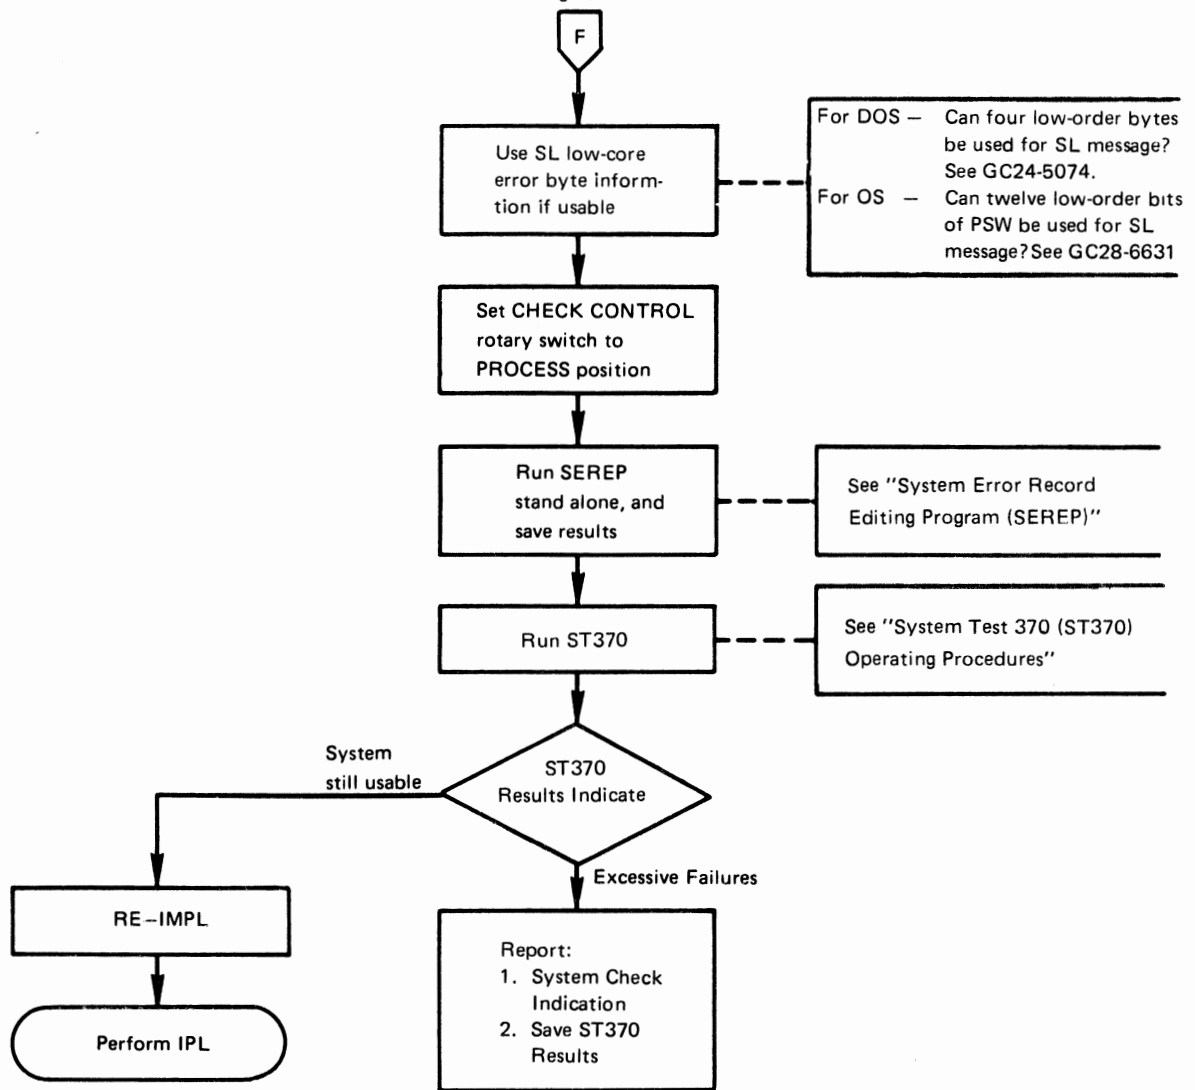 F
Use SL low-core
error byte inform-
tion if usable
For DOS — Can four low-order bytes
be used for SL message?
See GC24-5074.
For OS — Can twelve low-order bits
of PSW be used for SL
message? See GC28-6631
Set CHECK CONTROL
rotary switch to
PROCESS position
Run SEREP
stand alone, and
save results
See "System Error Record
Editing Program (SEREP)"
Run ST370
See "System Test 370 (ST370)
Operating Procedures"
ST370
Results Indicate
System
still usable
Excessive Failures
RE–IMPL
Perform IPL
Report:
1. System Check
Indication
2. Save ST370
Results